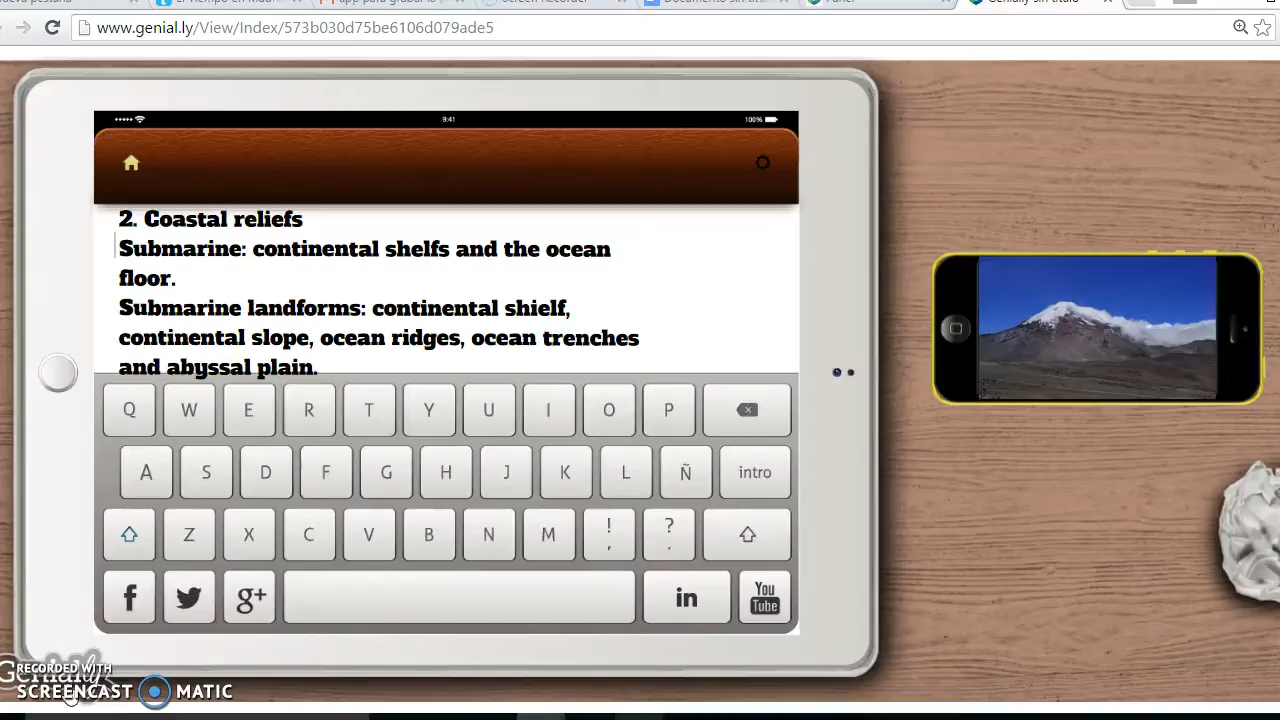 www.genial.ly/View/Index/573b030d75be6106d079ade5
9:41
100%
2. Coastal reliefs
Submarine: continental shelfs and the ocean
floor.
Submarine landforms: continental shielf,
continental slope, ocean ridges, ocean trenches
and abyssal plain.
Q W E R T Y U I O P
A S D F G H J K L Ñ intro
Z X C V B N M ! , ? .
f g+ in You Tube
Genially
RECORDED WITH
SCREENCAST MATIC